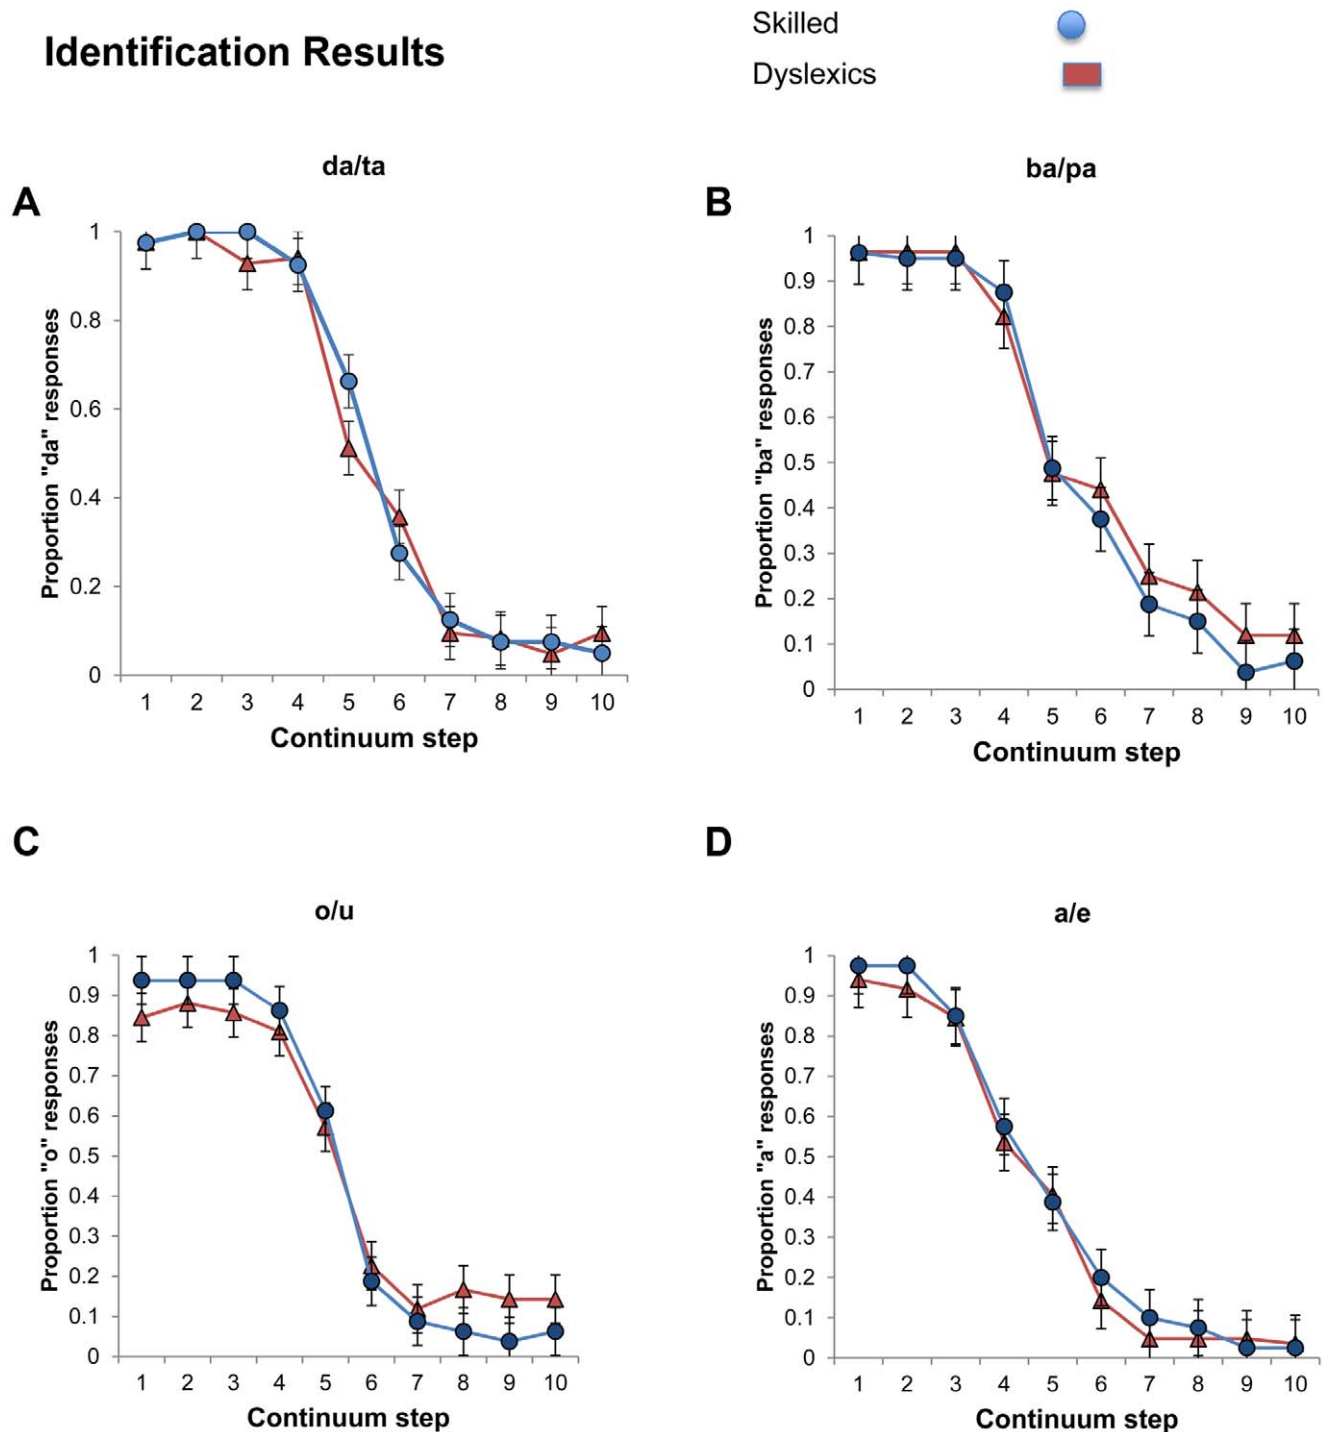 Identification Results
Skilled
Dyslexics
da/ta
A
1
0.8
0.6
0.4
0.2
0
Proportion "da" responses
1 2 3 4 5 6 7 8 9 10
Continuum step
ba/pa
B
1
0.9
0.8
0.7
0.6
0.5
0.4
0.3
0.2
0.1
0
Proportion "ba" responses
1 2 3 4 5 6 7 8 9 10
Continuum step
C
o/u
1
0.9
0.8
0.7
0.6
0.5
0.4
0.3
0.2
0.1
0
Proportion "o" responses
1 2 3 4 5 6 7 8 9 10
Continuum step
D
a/e
1
0.9
0.8
0.7
0.6
0.5
0.4
0.3
0.2
0.1
0
Proportion "a" responses
1 2 3 4 5 6 7 8 9 10
Continuum step